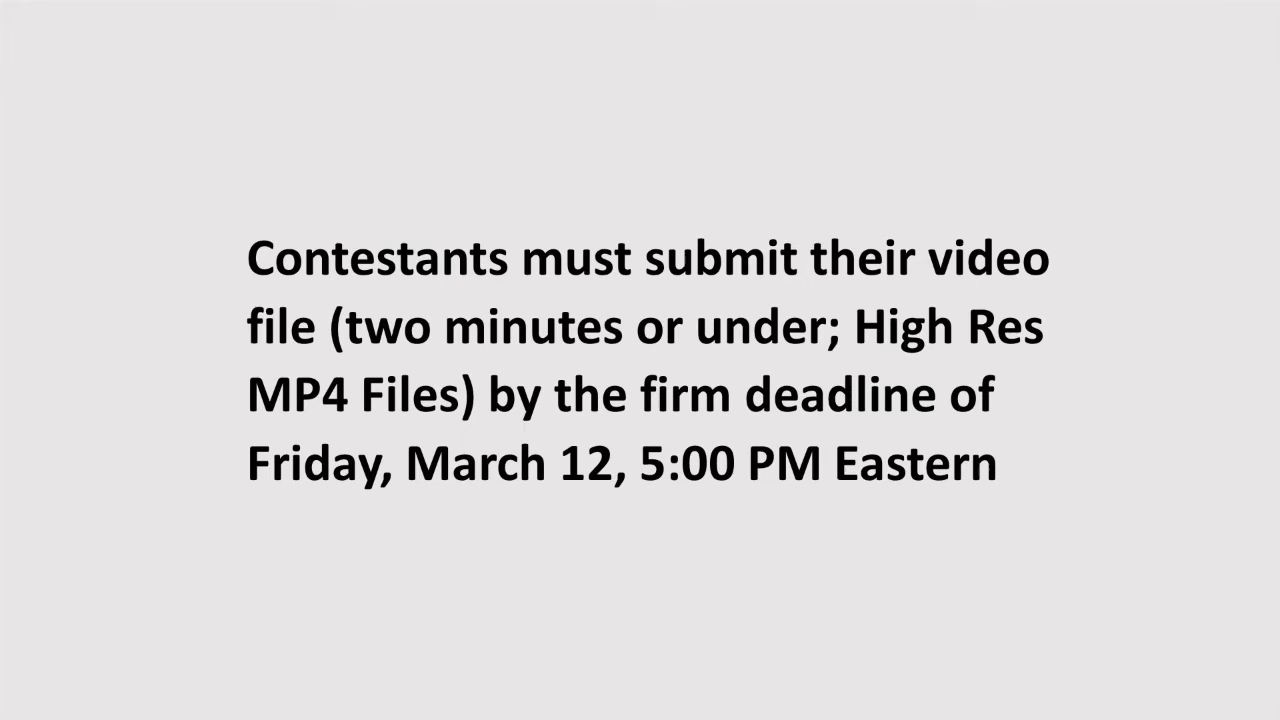 Contestants must submit their video
file (two minutes or under; High Res
MP4 Files) by the firm deadline of
Friday, March 12, 5:00 PM Eastern